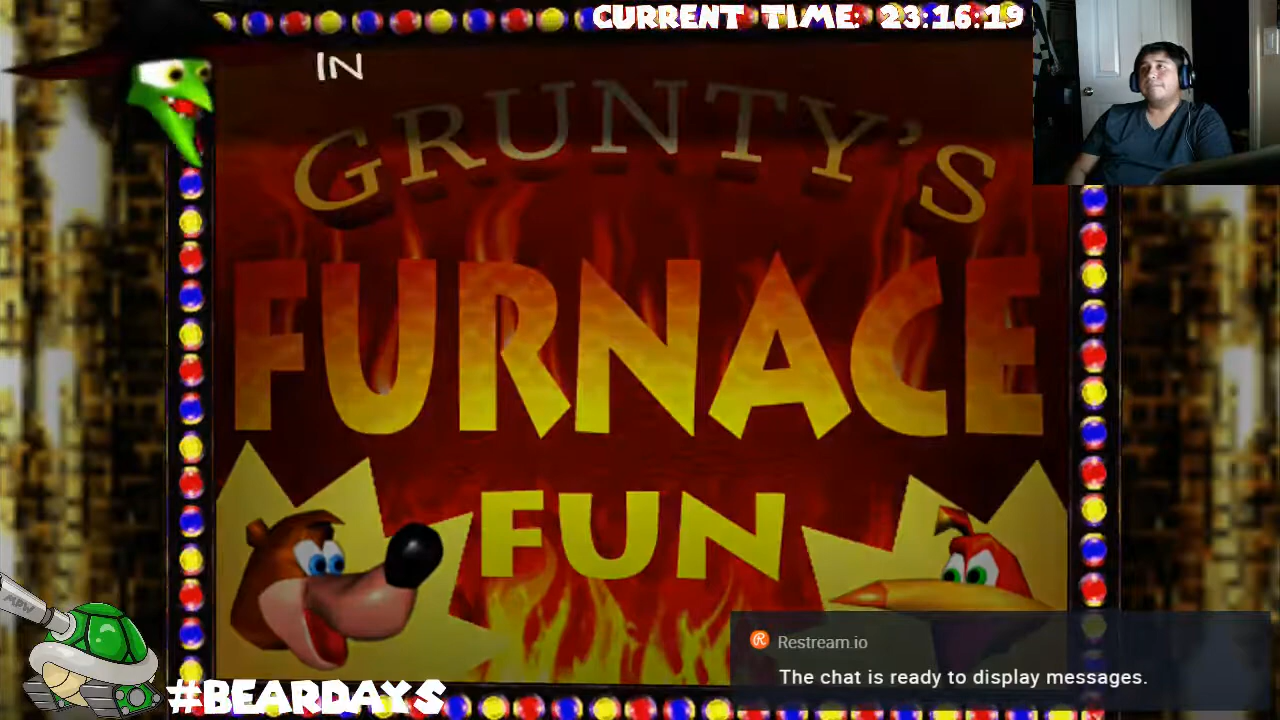 CURRENT TIME: 23:16:19
IN
GRUNTY'S
FURNACE
FUN
Restream.io
The chat is ready to display messages.
MDW
#BEARDAYS